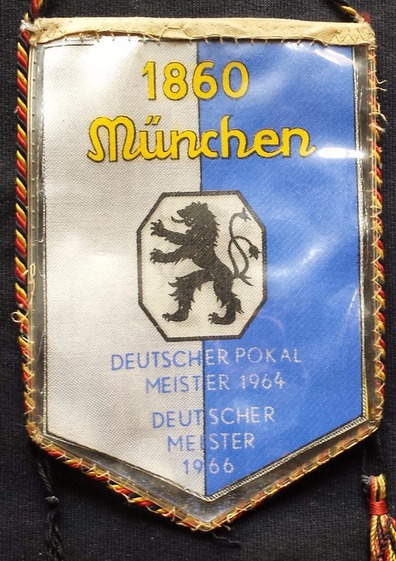 1860
München
DEUTSCHER POKAL
MEISTER 1964
DEUTSCHER
MEISTER
1966